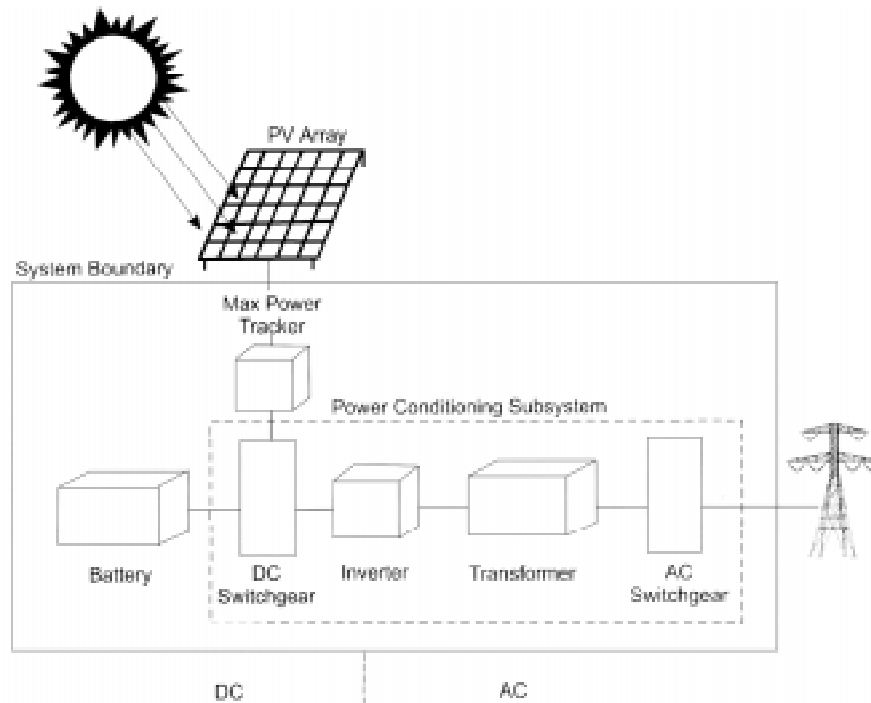 PV Array
System Boundary
Max Power
Tracker
Power Conditioning Subsystem
Battery
DC
Switchgear
Inverter
Transformer
AC
Switchgear
DC
AC